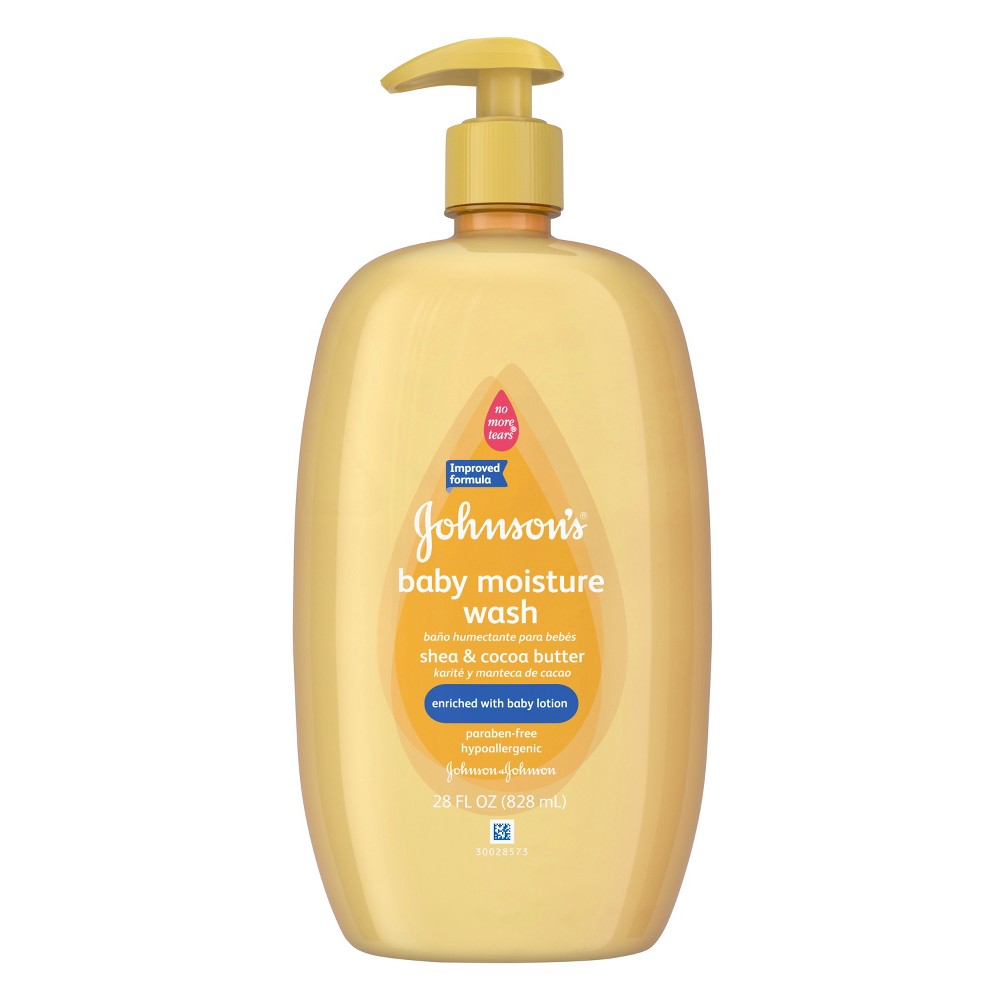 no
more
tears®
Improved
formula
Johnson's®
baby moisture
wash
baño humectante para bebés
shea & cocoa butter
karité y manteca de cacao
enriched with baby lotion
paraben-free
hypoallergenic
Johnson & Johnson
28 FL OZ (828 mL)
30028573